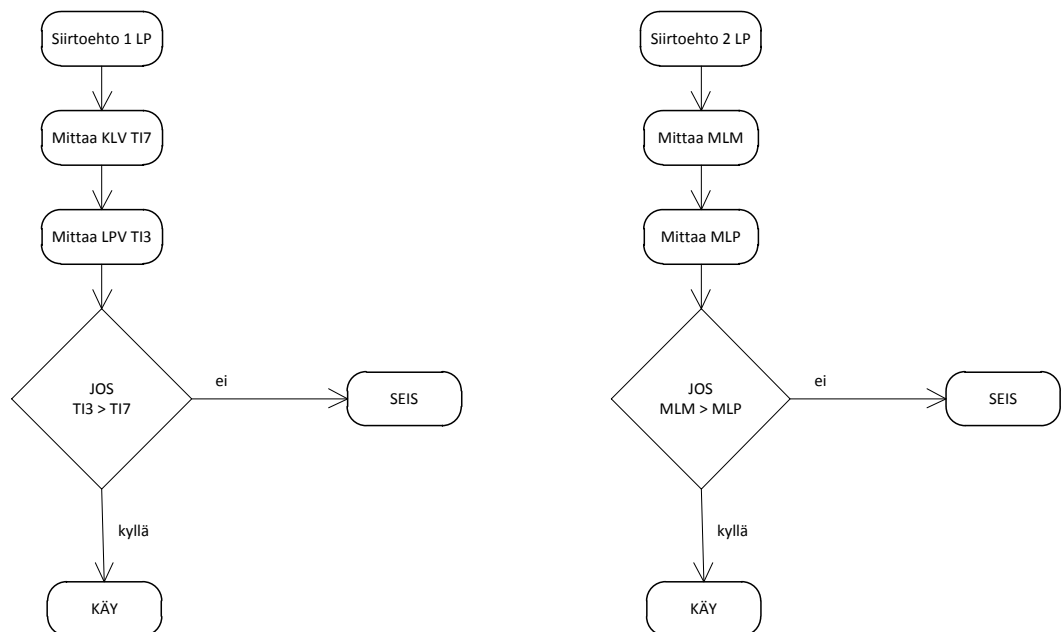 Siirtoehto 1 LP
Mittaa KLV TI7
Mittaa LPV TI3
JOS
TI3 > TI7
ei
SEIS
kyllä
KÄY
Siirtoehto 2 LP
Mittaa MLM
Mittaa MLP
JOS
MLM > MLP
ei
SEIS
kyllä
KÄY